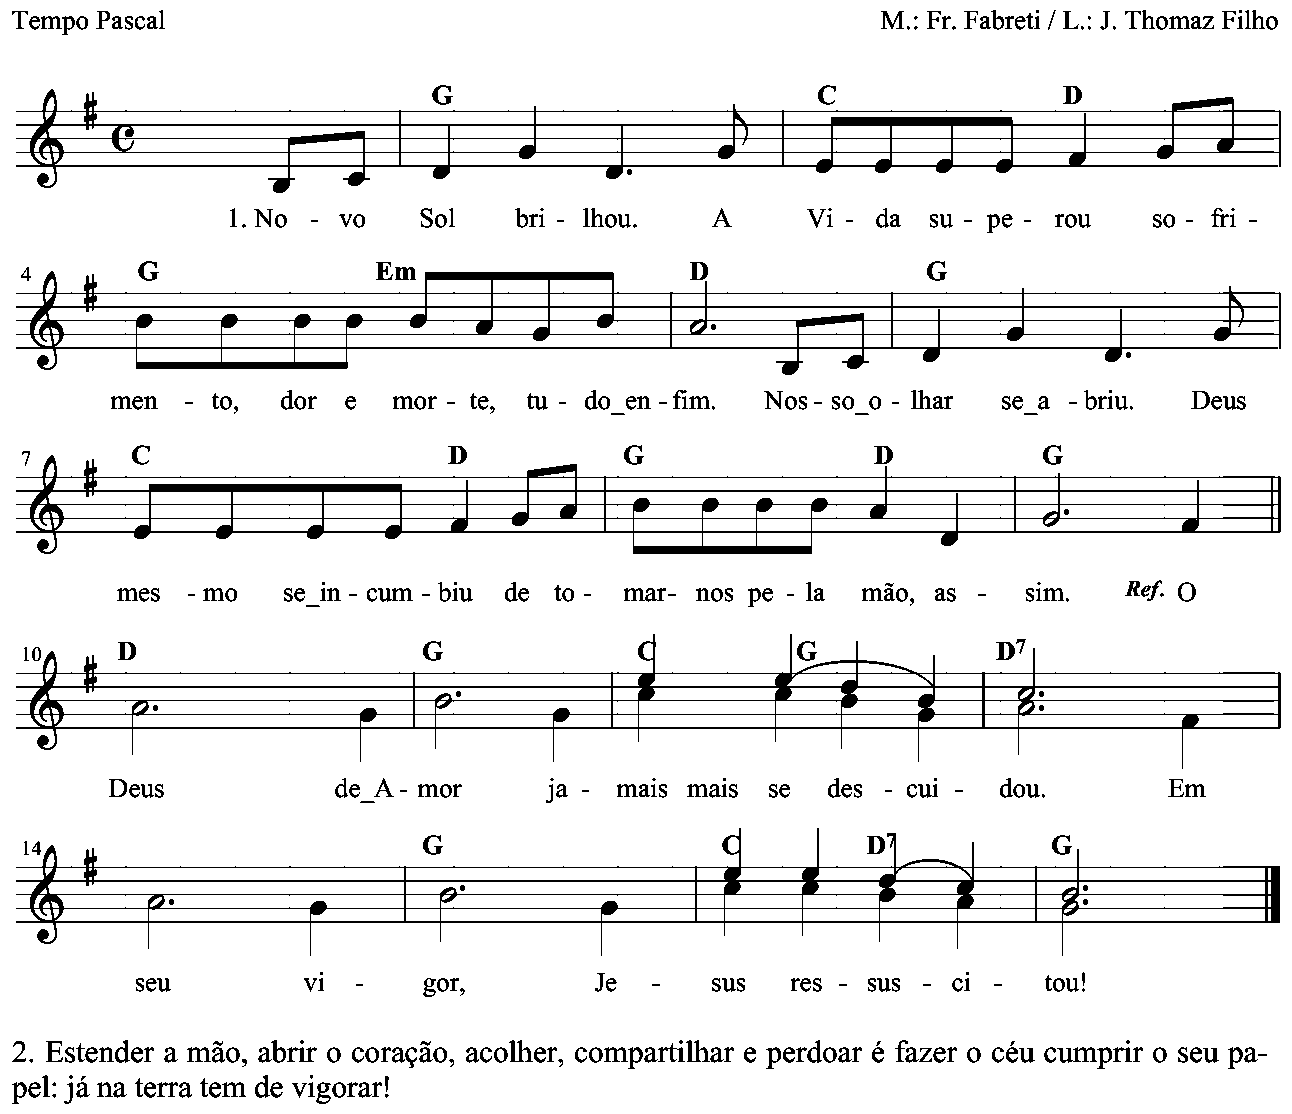 Tempo Pascal M.: Fr. Fabreti / L.: J. Thomaz Filho
G C D
1. No - vo Sol bri - lhou. A Vi - da su - pe - rou so - fri -
4 G Em D G
men - to, dor e mor - te, tu - do_en - fim. Nos - so_o - lhar se_a - briu. Deus
7 C D G D G
mes - mo se_in - cum - biu de to - mar- nos pe - la mão, as - sim. Ref. O
10 D G C G D7
Deus de_A - mor ja - mais mais se des - cui - dou. Em
14 G C D7 G
seu vi - gor, Je - sus res - sus - ci - tou!
2. Estender a mão, abrir o coração, acolher, compartilhar e perdoar é fazer o céu cumprir o seu pa-
pel: já na terra tem de vigorar!